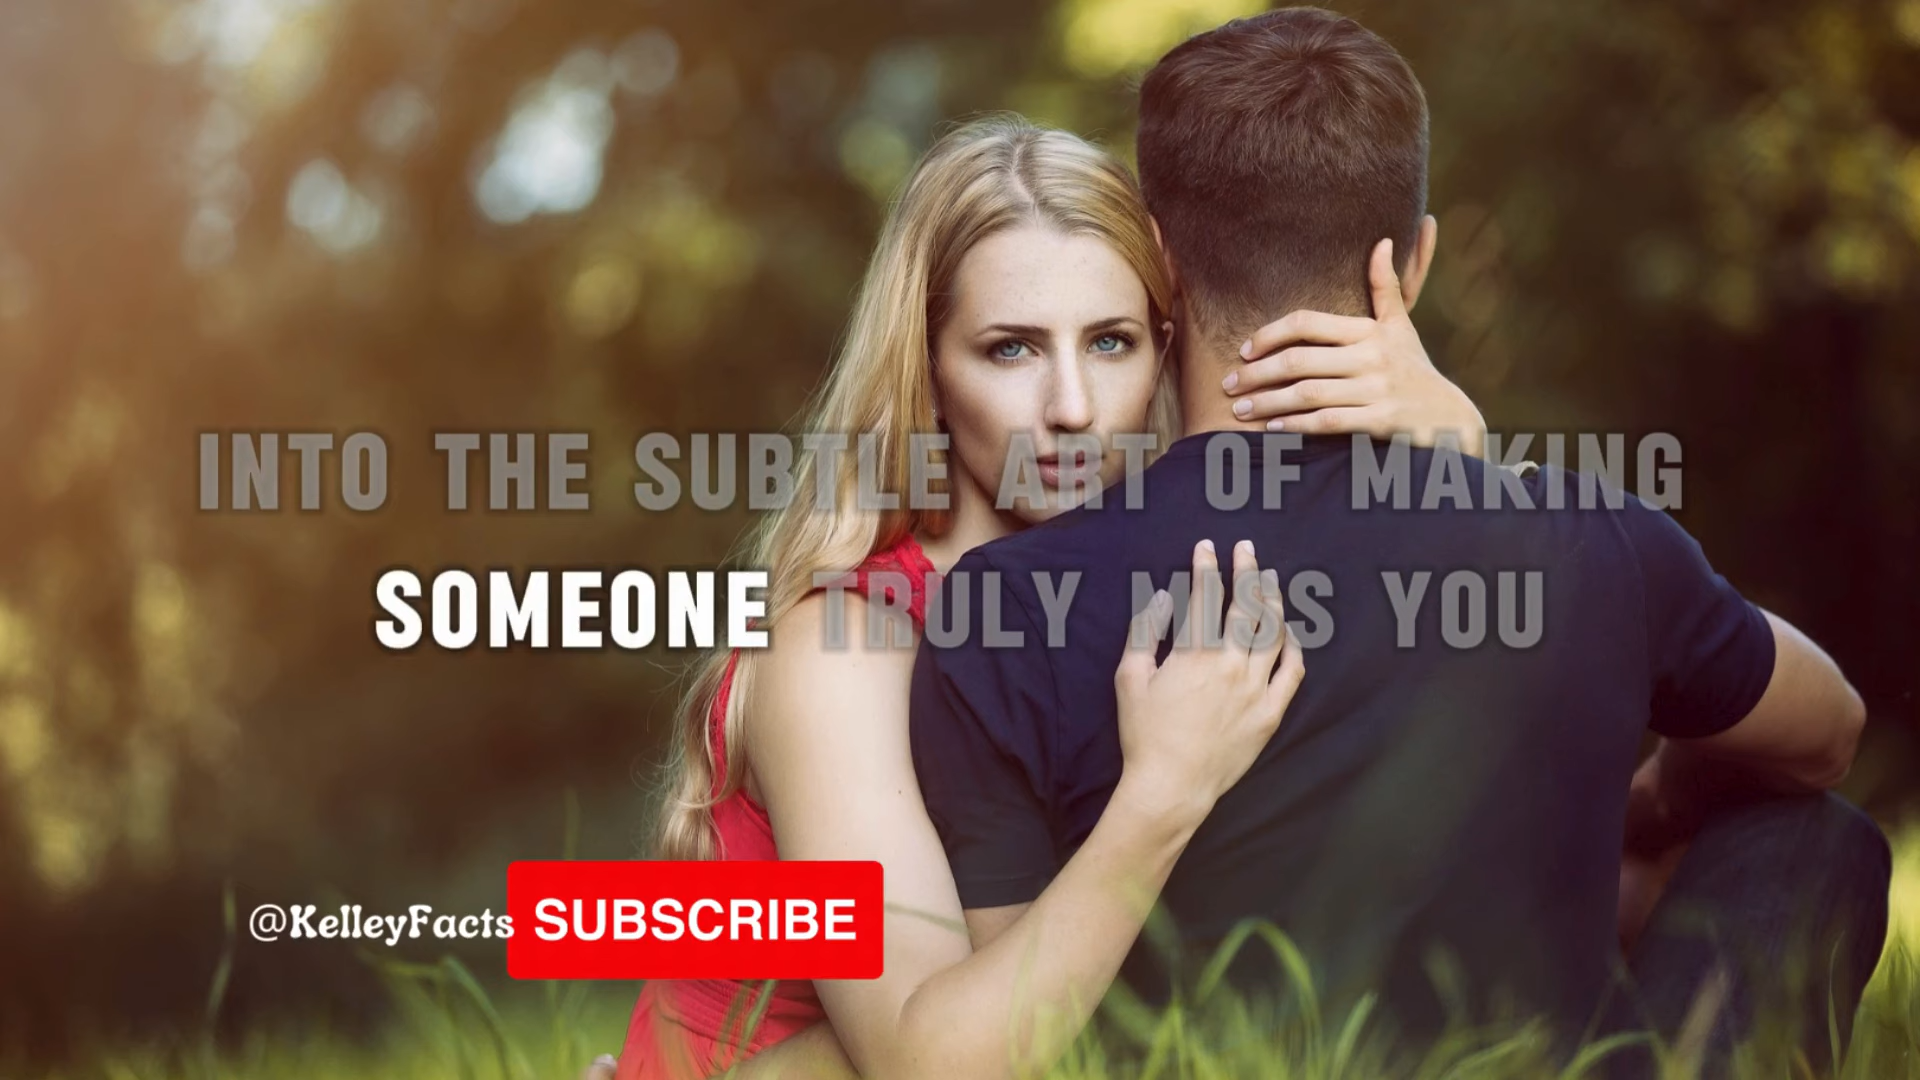 INTO THE SUBTLE ART OF MAKING
SOMEONE TRULY MISS YOU
@KelleyFacts SUBSCRIBE